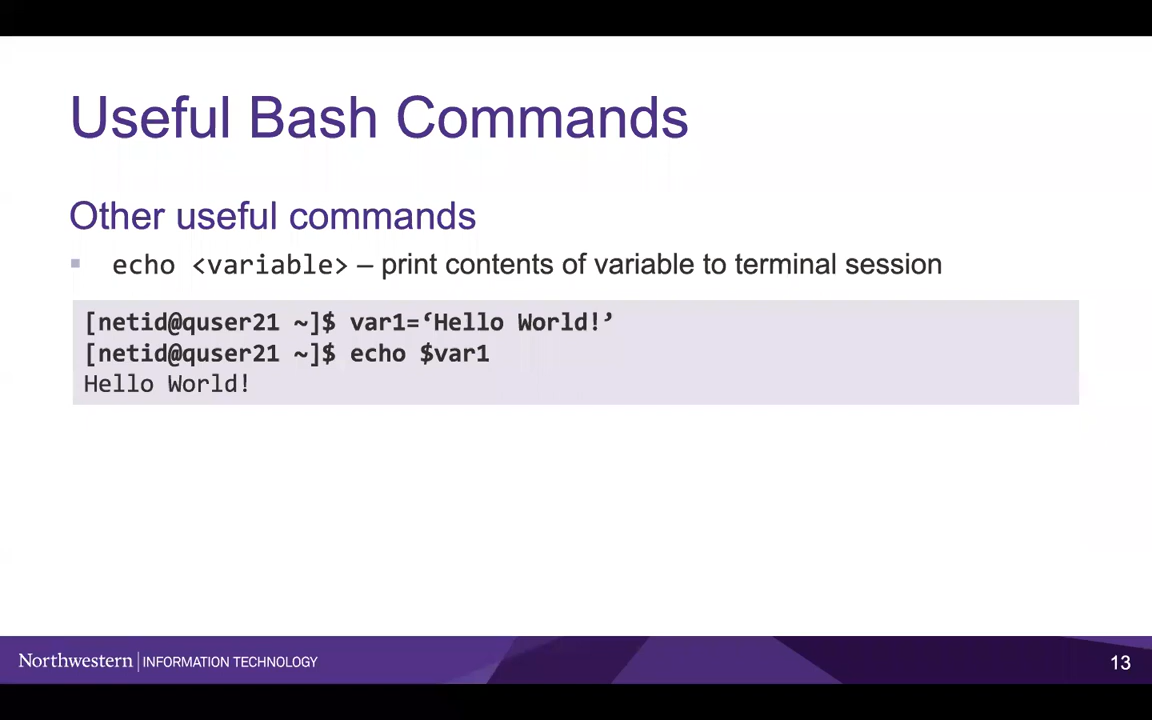 Useful Bash Commands
Other useful commands
▪ echo <variable> – print contents of variable to terminal session
[netid@quser21 ~]$ var1=‘Hello World!’
[netid@quser21 ~]$ echo $var1
Hello World!
Northwestern | INFORMATION TECHNOLOGY
13